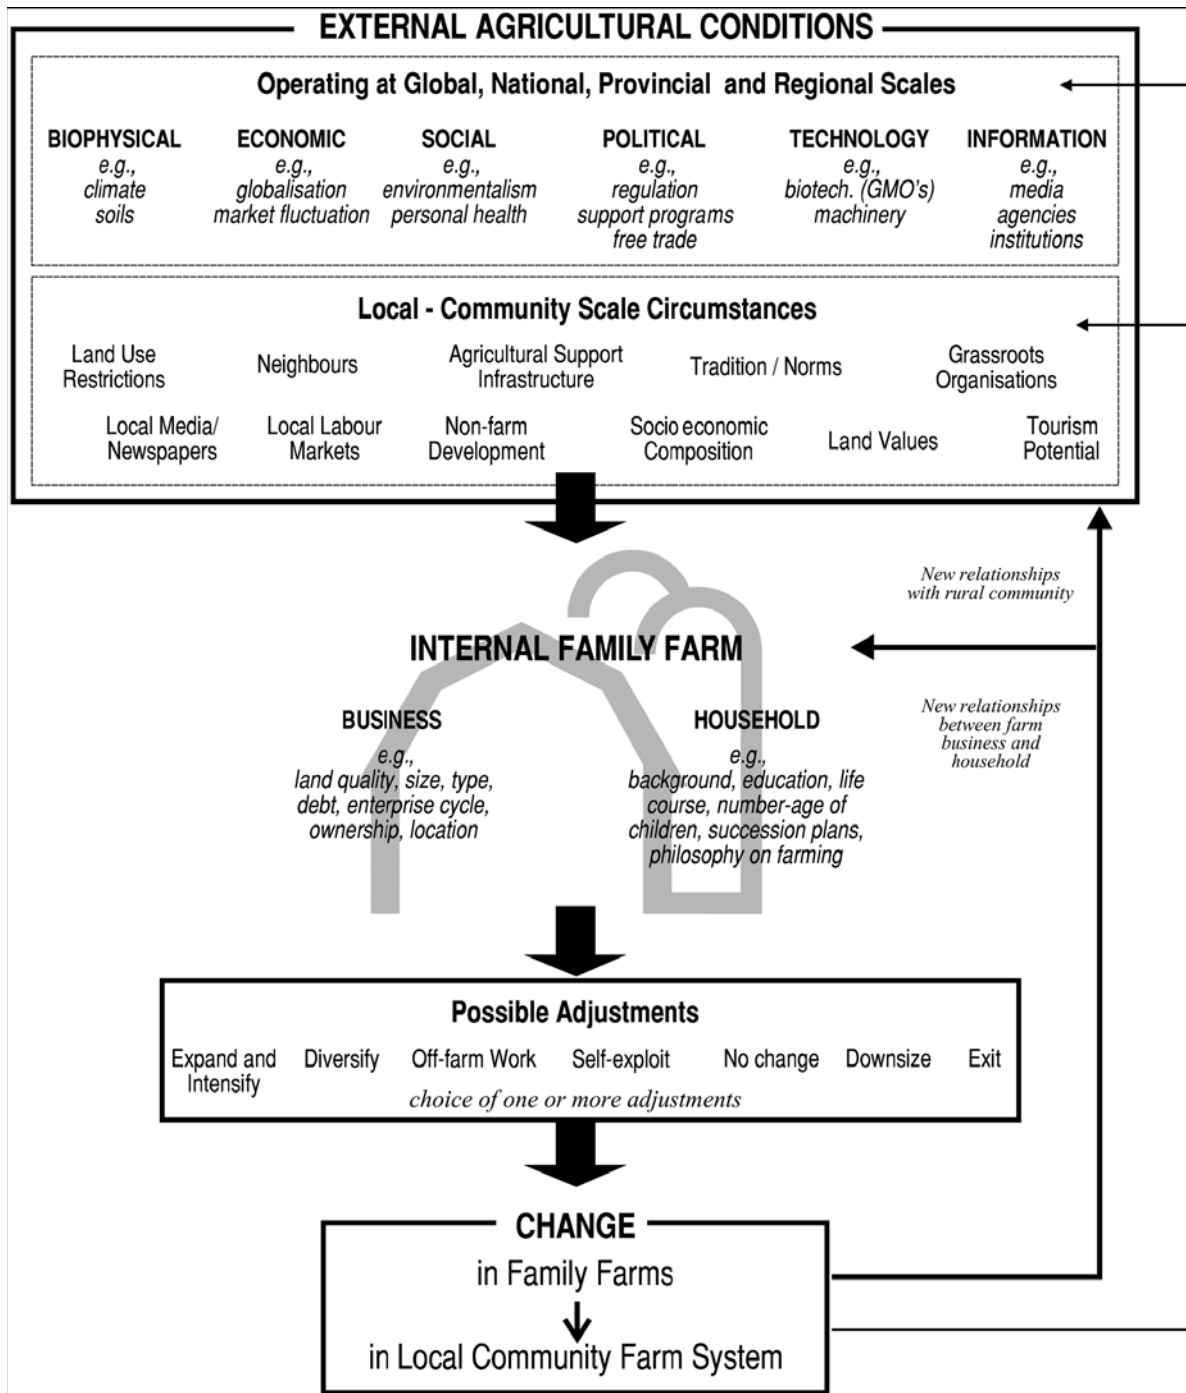 EXTERNAL AGRICULTURAL CONDITIONS
Operating at Global, National, Provincial and Regional Scales
BIOPHYSICAL
e.g.,
climate
soils
ECONOMIC
e.g.,
globalisation
market fluctuation
SOCIAL
e.g.,
environmentalism
personal health
POLITICAL
e.g.,
regulation
support programs
free trade
TECHNOLOGY
e.g.,
biotech. (GMO's)
machinery
INFORMATION
e.g.,
media
agencies
institutions
Local - Community Scale Circumstances
Land Use
Restrictions
Neighbours
Agricultural Support
Infrastructure
Tradition / Norms
Grassroots
Organisations
Local Media/
Newspapers
Local Labour
Markets
Non-farm
Development
Socio economic
Composition
Land Values
Tourism
Potential
New relationships
with rural community
INTERNAL FAMILY FARM
BUSINESS
e.g.,
land quality, size, type,
debt, enterprise cycle,
ownership, location
HOUSEHOLD
e.g.,
background, education, life
course, number-age of
children, succession plans,
philosophy on farming
New relationships
between farm
business and
household
Possible Adjustments
Expand and
Intensify
Diversify
Off-farm Work
Self-exploit
No change
Downsize
Exit
choice of one or more adjustments
CHANGE
in Family Farms
in Local Community Farm System